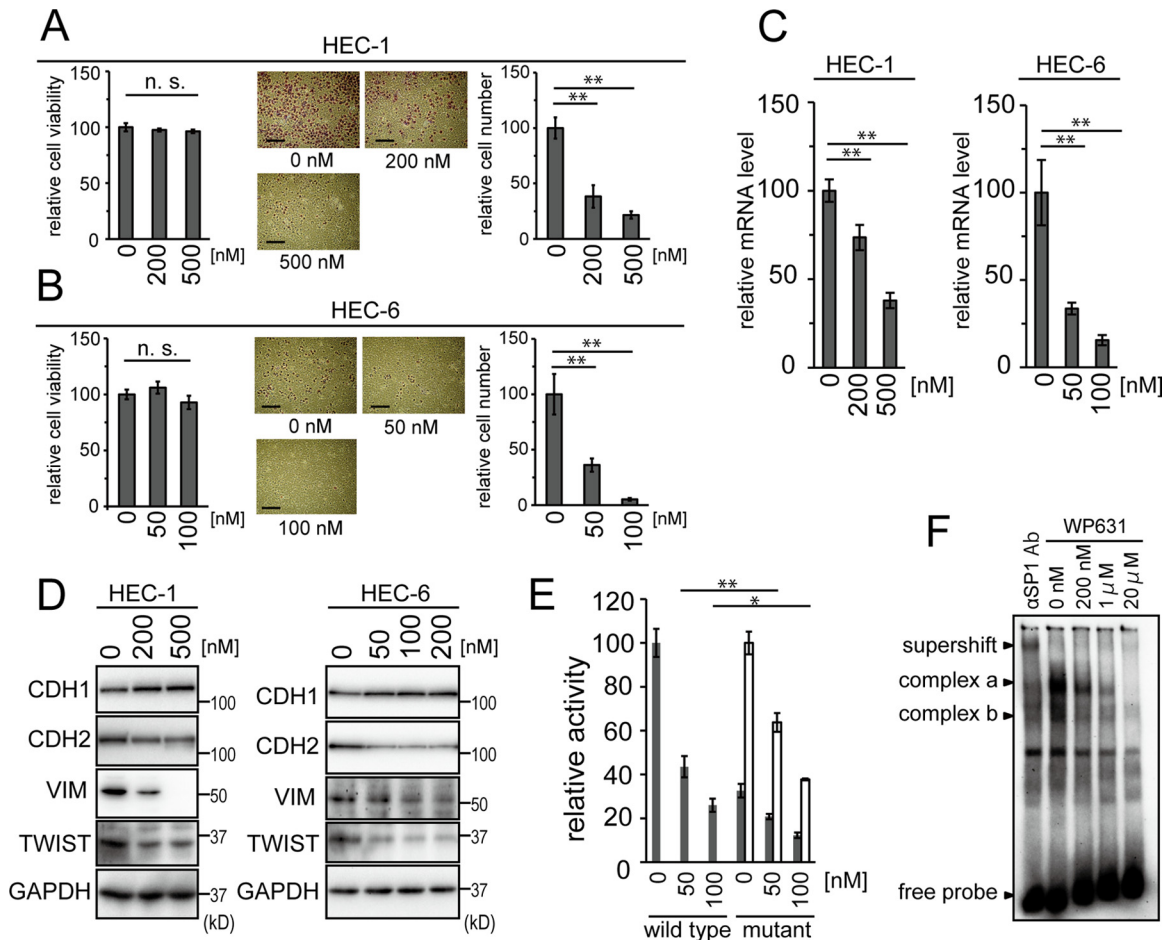 A
HEC-1
relative cell viability
150
100
50
0
n. s.
0
200
500
[nM]
0 nM
200 nM
500 nM
relative cell number
150
100
50
0
**
**
0
200
500
[nM]
B
HEC-6
relative cell viability
150
100
50
0
n. s.
0
50
100
[nM]
0 nM
50 nM
100 nM
relative cell number
150
100
50
0
**
**
0
50
100
[nM]
C
HEC-1
relative mRNA level
150
100
50
0
**
**
0
200
500
[nM]
HEC-6
relative mRNA level
150
100
50
0
**
**
0
50
100
[nM]
D
HEC-1
0
200
500
[nM]
CDH1
100
CDH2
100
VIM
50
TWIST
37
GAPDH
37
(kD)
HEC-6
0
50
100
200
[nM]
CDH1
100
CDH2
100
VIM
50
TWIST
37
GAPDH
37
(kD)
E
relative activity
120
100
80
60
40
20
0
**
*
0
50
100
0
50
100
[nM]
wild type
mutant
F
WP631
αSP1 Ab
0 nM
200 nM
1 μM
20 μM
supershift
complex a
complex b
free probe